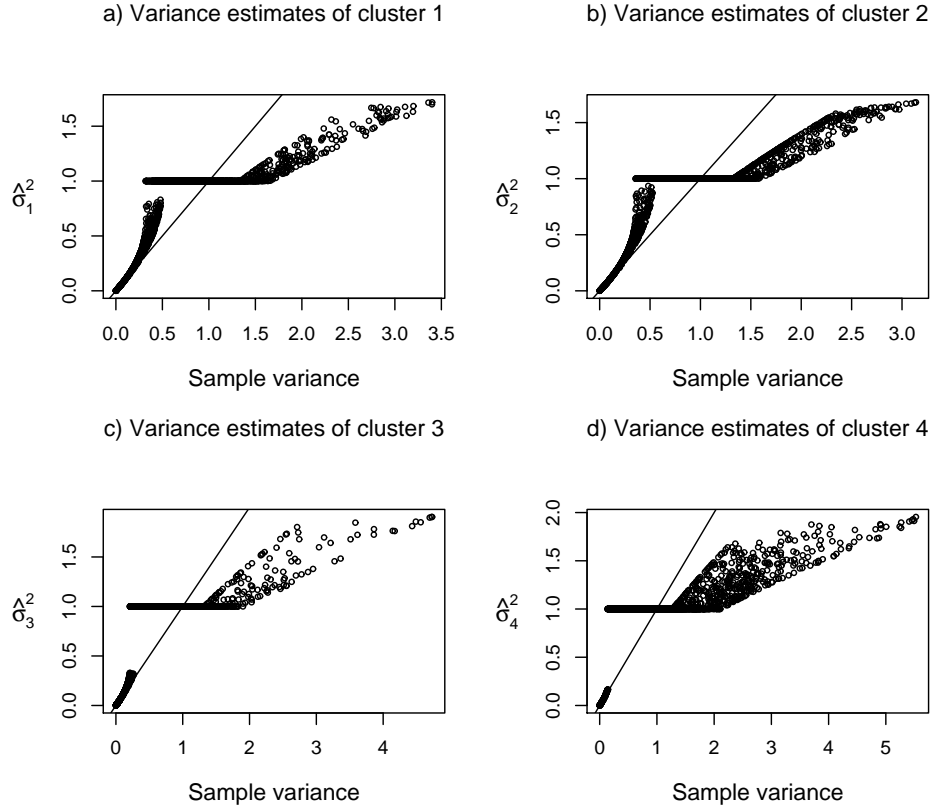 a) Variance estimates of cluster 1
b) Variance estimates of cluster 2
σ̂₁²
0.0 0.5 1.0 1.5
0.0 0.5 1.0 1.5 2.0 2.5 3.0 3.5
Sample variance
σ̂₂²
0.0 0.5 1.0 1.5
0.0 0.5 1.0 1.5 2.0 2.5 3.0
Sample variance
c) Variance estimates of cluster 3
d) Variance estimates of cluster 4
σ̂₃²
0.0 0.5 1.0 1.5
0 1 2 3 4
Sample variance
σ̂₄²
0.0 0.5 1.0 1.5 2.0
0 1 2 3 4 5
Sample variance